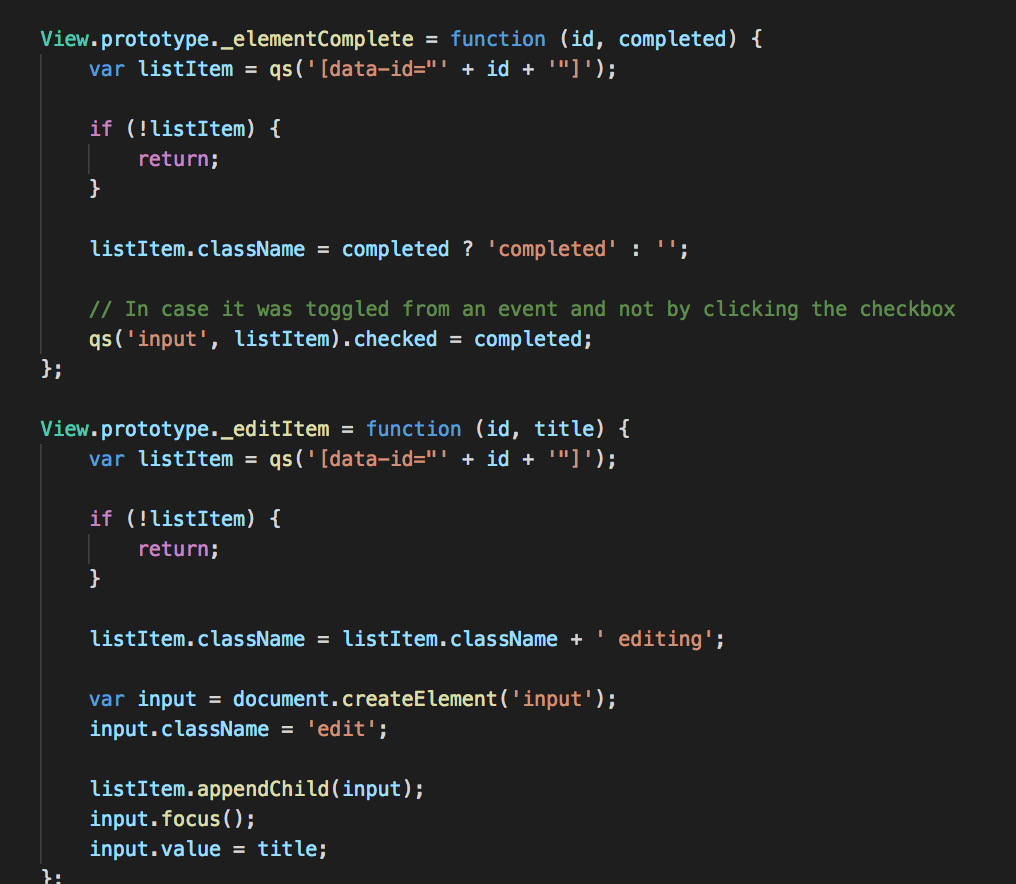 View.prototype._elementComplete = function (id, completed) {
    var listItem = qs('[data-id="' + id + '"]');

    if (!listItem) {
        return;
    }

    listItem.className = completed ? 'completed' : '';

    // In case it was toggled from an event and not by clicking the checkbox
    qs('input', listItem).checked = completed;
};

View.prototype._editItem = function (id, title) {
    var listItem = qs('[data-id="' + id + '"]');

    if (!listItem) {
        return;
    }

    listItem.className = listItem.className + ' editing';

    var input = document.createElement('input');
    input.className = 'edit';

    listItem.appendChild(input);
    input.focus();
    input.value = title;
};